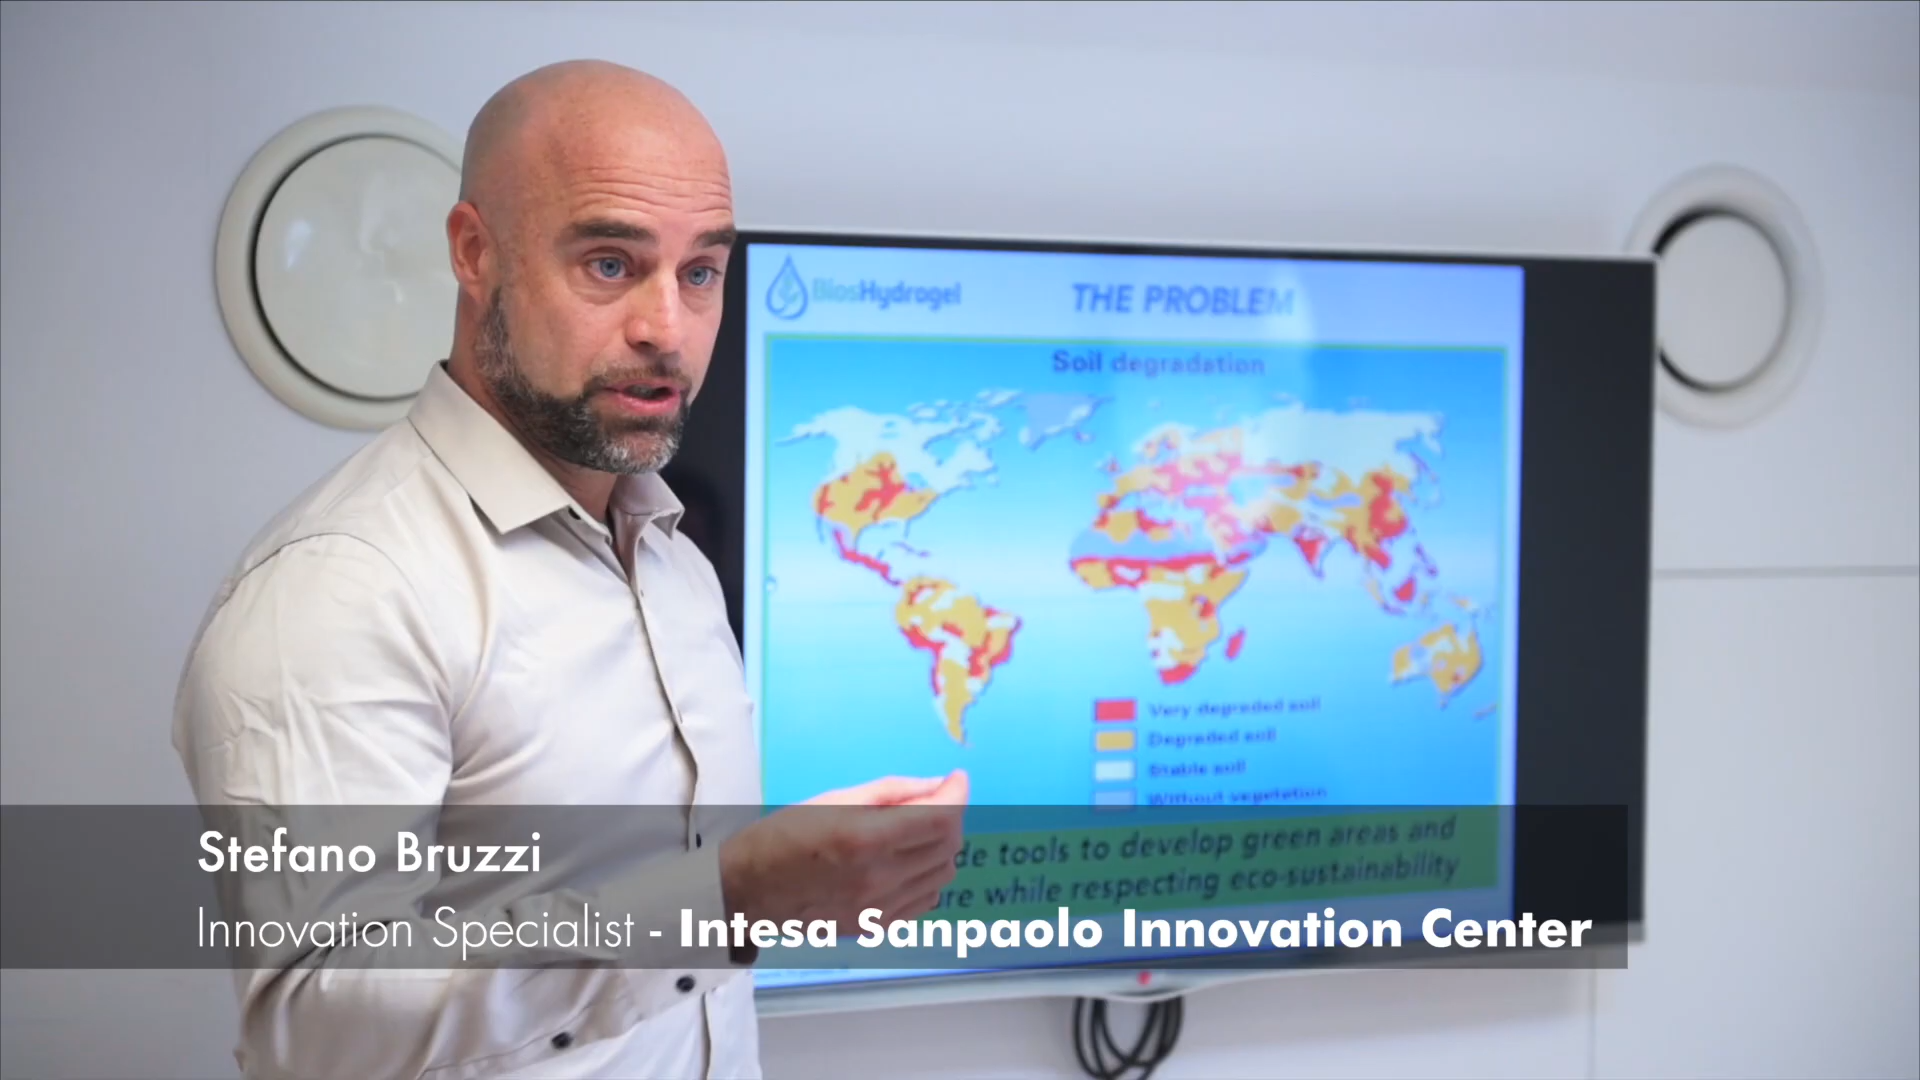 BiosHydrogel
THE PROBLEM
Soil degradation
Very degraded soil
Degraded soil
Stable soil
Without vegetation
de tools to develop green areas and
ure while respecting eco-sustainability
Stefano Bruzzi
Innovation Specialist - Intesa Sanpaolo Innovation Center